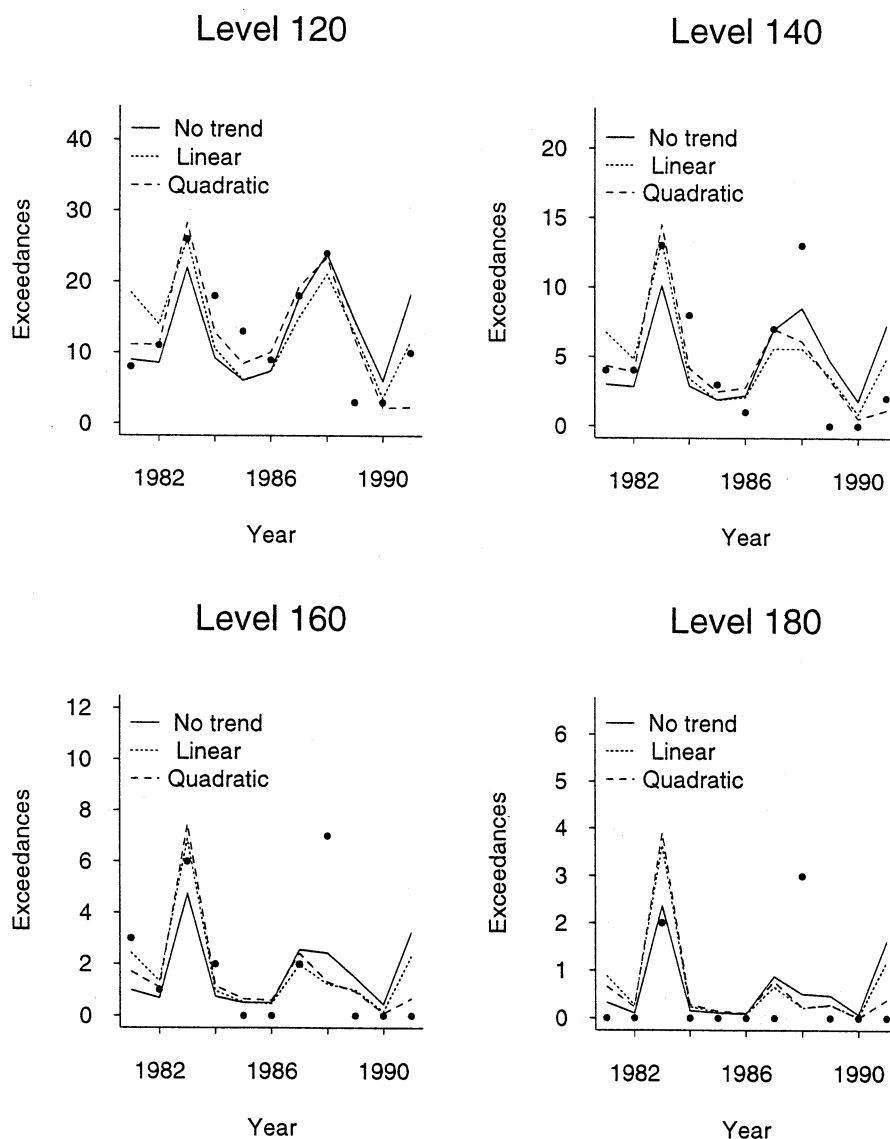 Level 120
Exceedances
40
30
20
10
0
No trend
Linear
Quadratic
1982
1986
1990
Year
Level 140
Exceedances
20
15
10
5
0
No trend
Linear
Quadratic
1982
1986
1990
Year
Level 160
Exceedances
12
10
8
6
4
2
0
No trend
Linear
Quadratic
1982
1986
1990
Year
Level 180
Exceedances
6
5
4
3
2
1
0
No trend
Linear
Quadratic
1982
1986
1990
Year